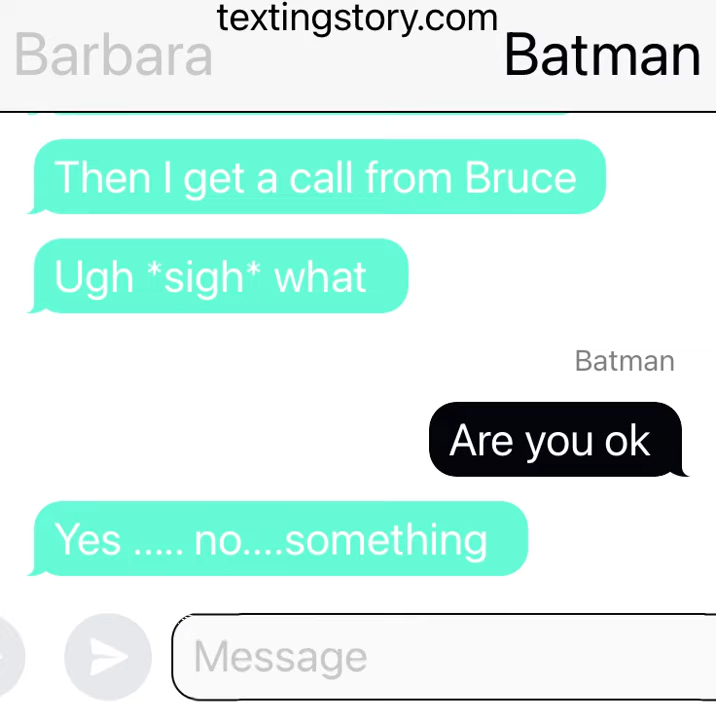 textingstory.com
Barbara
Batman
Then I get a call from Bruce
Ugh *sigh* what
Batman
Are you ok
Yes ..... no....something
Message